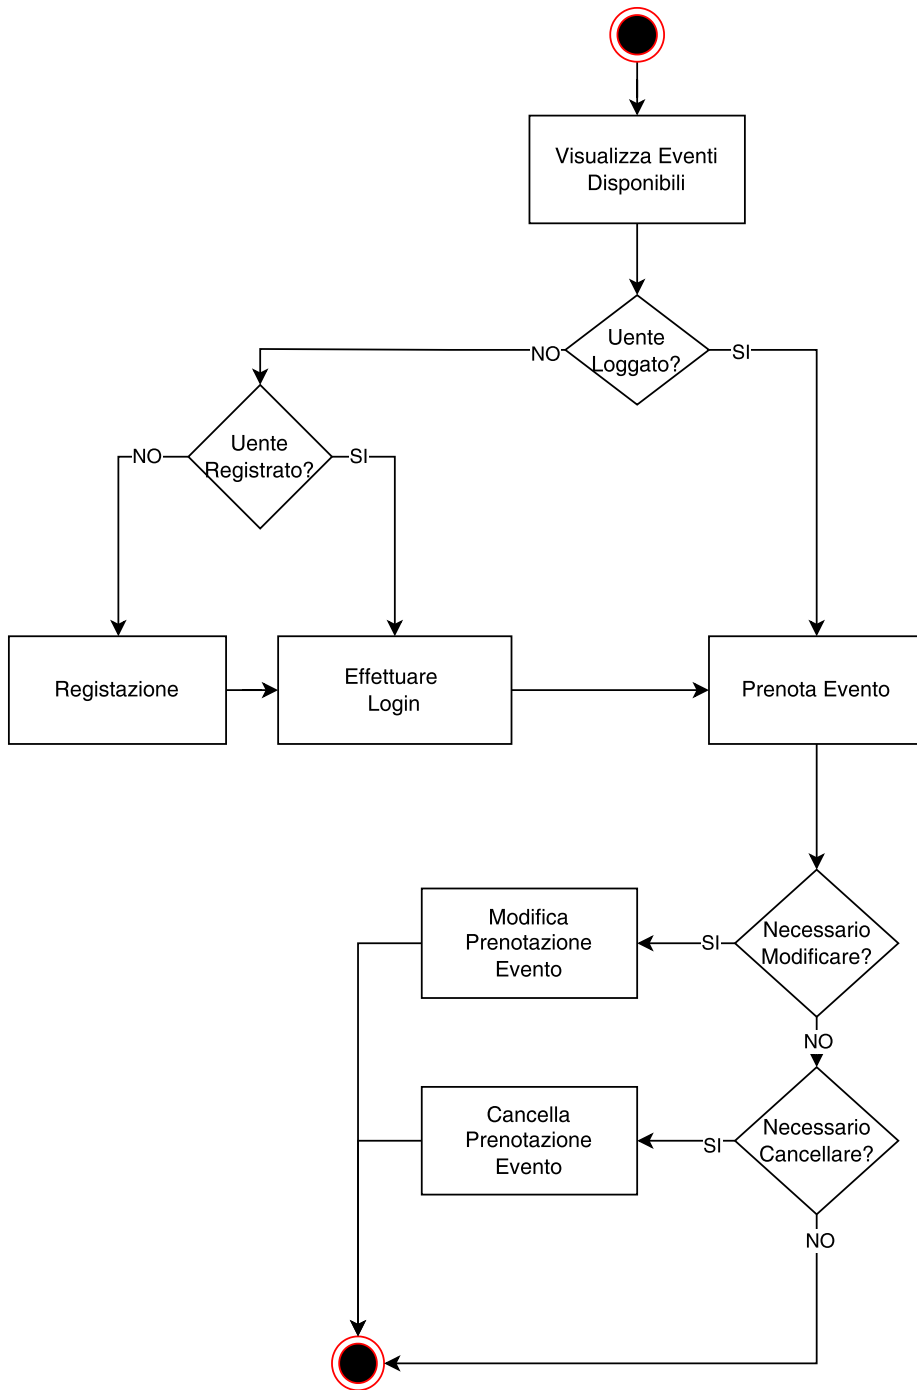 Visualizza Eventi
Disponibili
Uente
Loggato?
NO
SI
Uente
Registrato?
NO
SI
Registazione
Effettuare
Login
Prenota Evento
Modifica
Prenotazione
Evento
SI
Necessario
Modificare?
NO
Cancella
Prenotazione
Evento
SI
Necessario
Cancellare?
NO